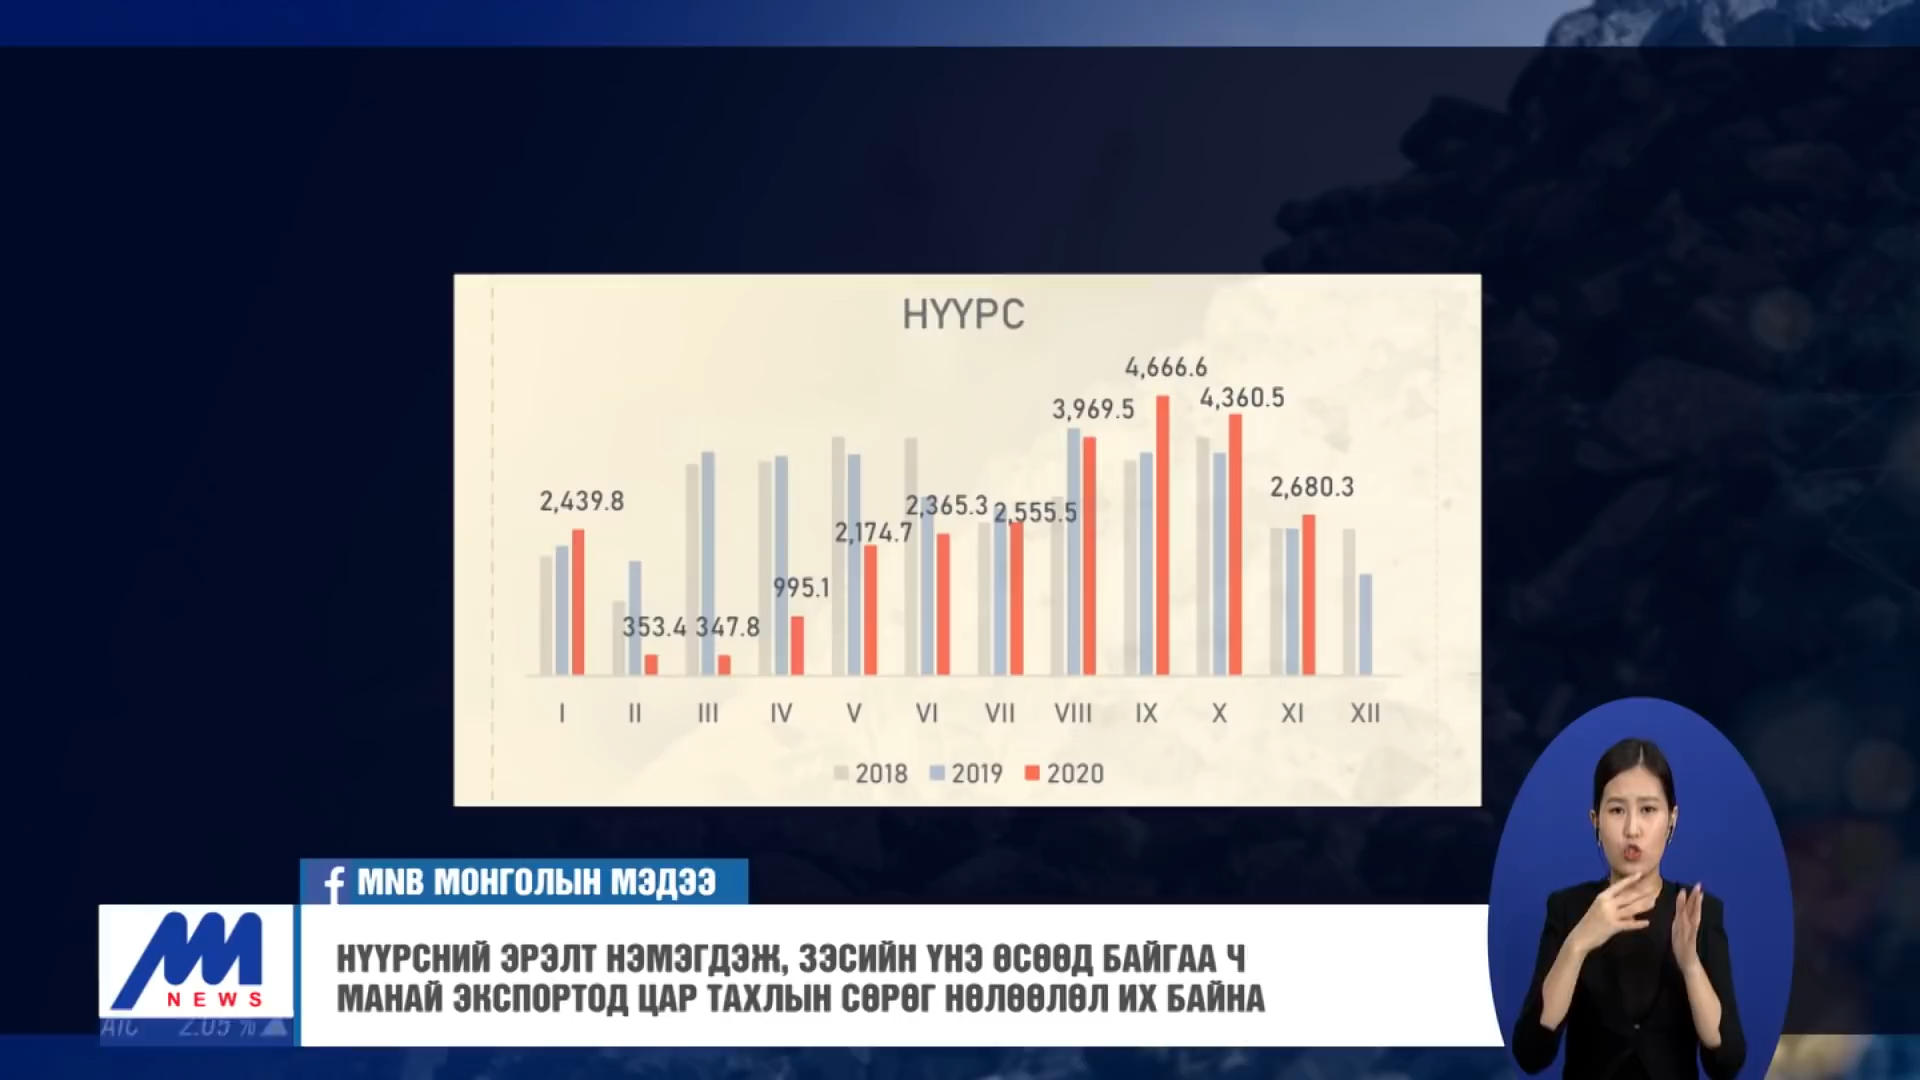 НҮҮРС
4,666.6
4,360.5
3,969.5
2,680.3
2,439.8
2,365.3
2,555.5
2,174.7
995.1
353.4
347.8
I II III IV V VI VII VIII IX X XI XII
2018 2019 2020
f MNB МОНГОЛЫН МЭДЭЭ
NEWS
НҮҮРСНИЙ ЭРЭЛТ НЭМЭГДЭЖ, ЗЭСИЙН ҮНЭ ӨСӨӨД БАЙГАА Ч
МАНАЙ ЭКСПОРТОД ЦАР ТАХЛЫН СӨРӨГ НӨЛӨӨЛӨЛ ИХ БАЙНА
2.05 %